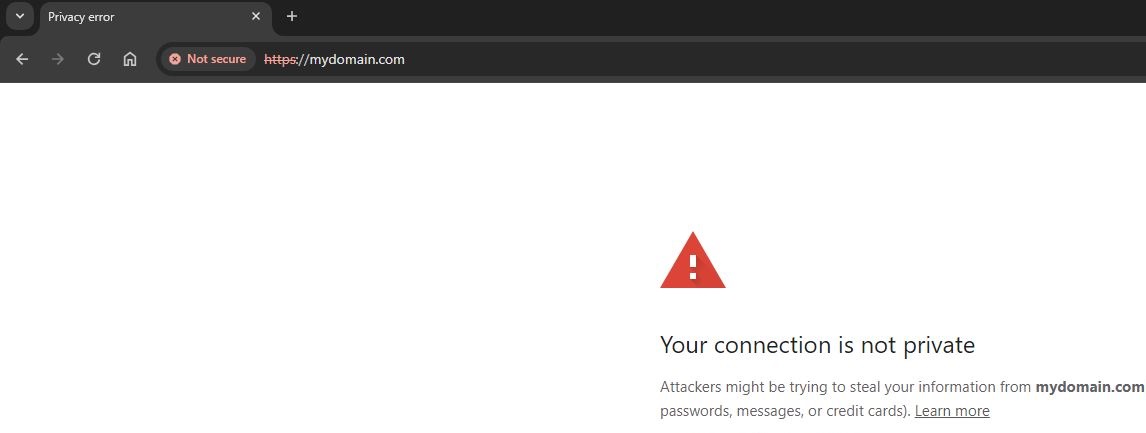 Privacy error
Not secure https://mydomain.com
Your connection is not private
Attackers might be trying to steal your information from mydomain.com
passwords, messages, or credit cards). Learn more